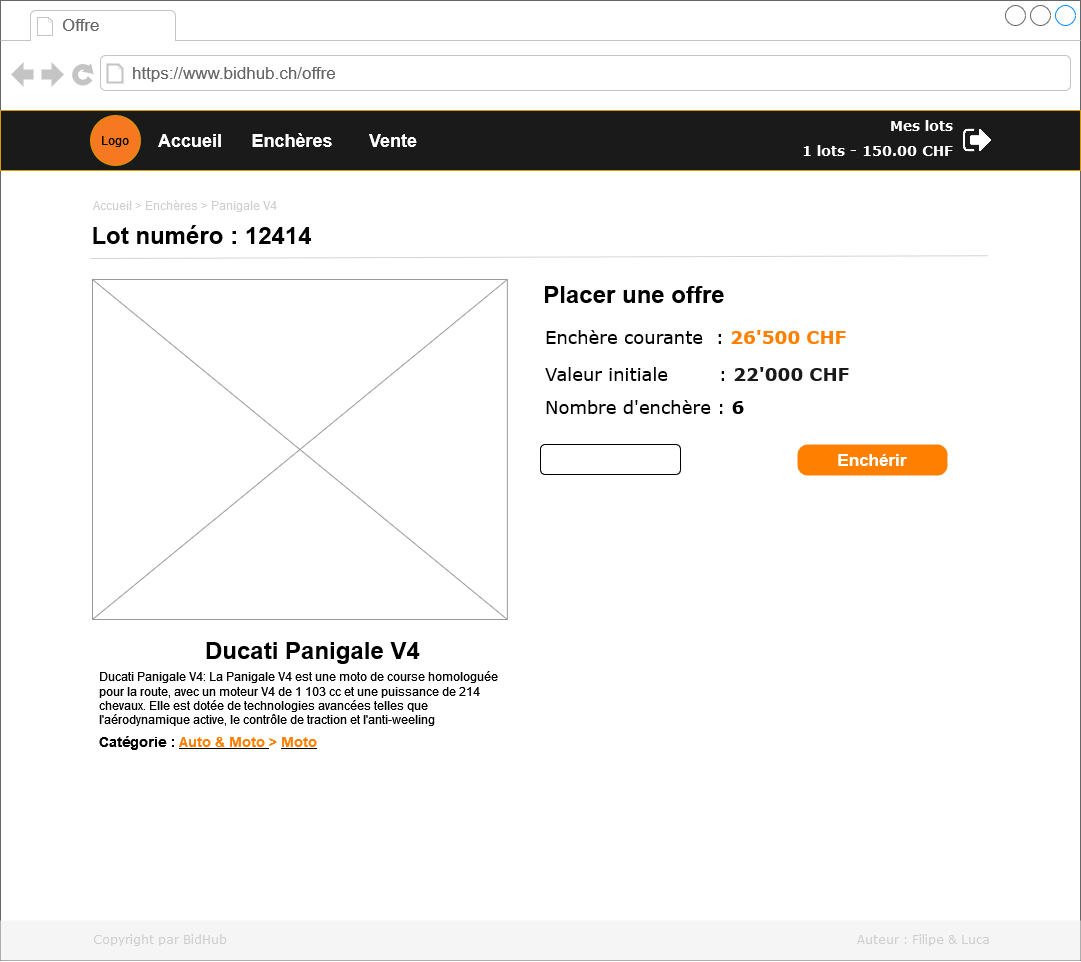 Offre
https://www.bidhub.ch/offre
Logo
Accueil
Enchères
Vente
Mes lots
1 lots - 150.00 CHF
Accueil > Enchères > Panigale V4
Lot numéro : 12414
Placer une offre
Enchère courante : 26'500 CHF
Valeur initiale : 22'000 CHF
Nombre d'enchère : 6
Enchérir
Ducati Panigale V4
Ducati Panigale V4: La Panigale V4 est une moto de course homologuée
pour la route, avec un moteur V4 de 1 103 cc et une puissance de 214
chevaux. Elle est dotée de technologies avancées telles que
l'aérodynamique active, le contrôle de traction et l'anti-weeling
Catégorie : Auto & Moto > Moto
Copyright par BidHub
Auteur : Filipe & Luca